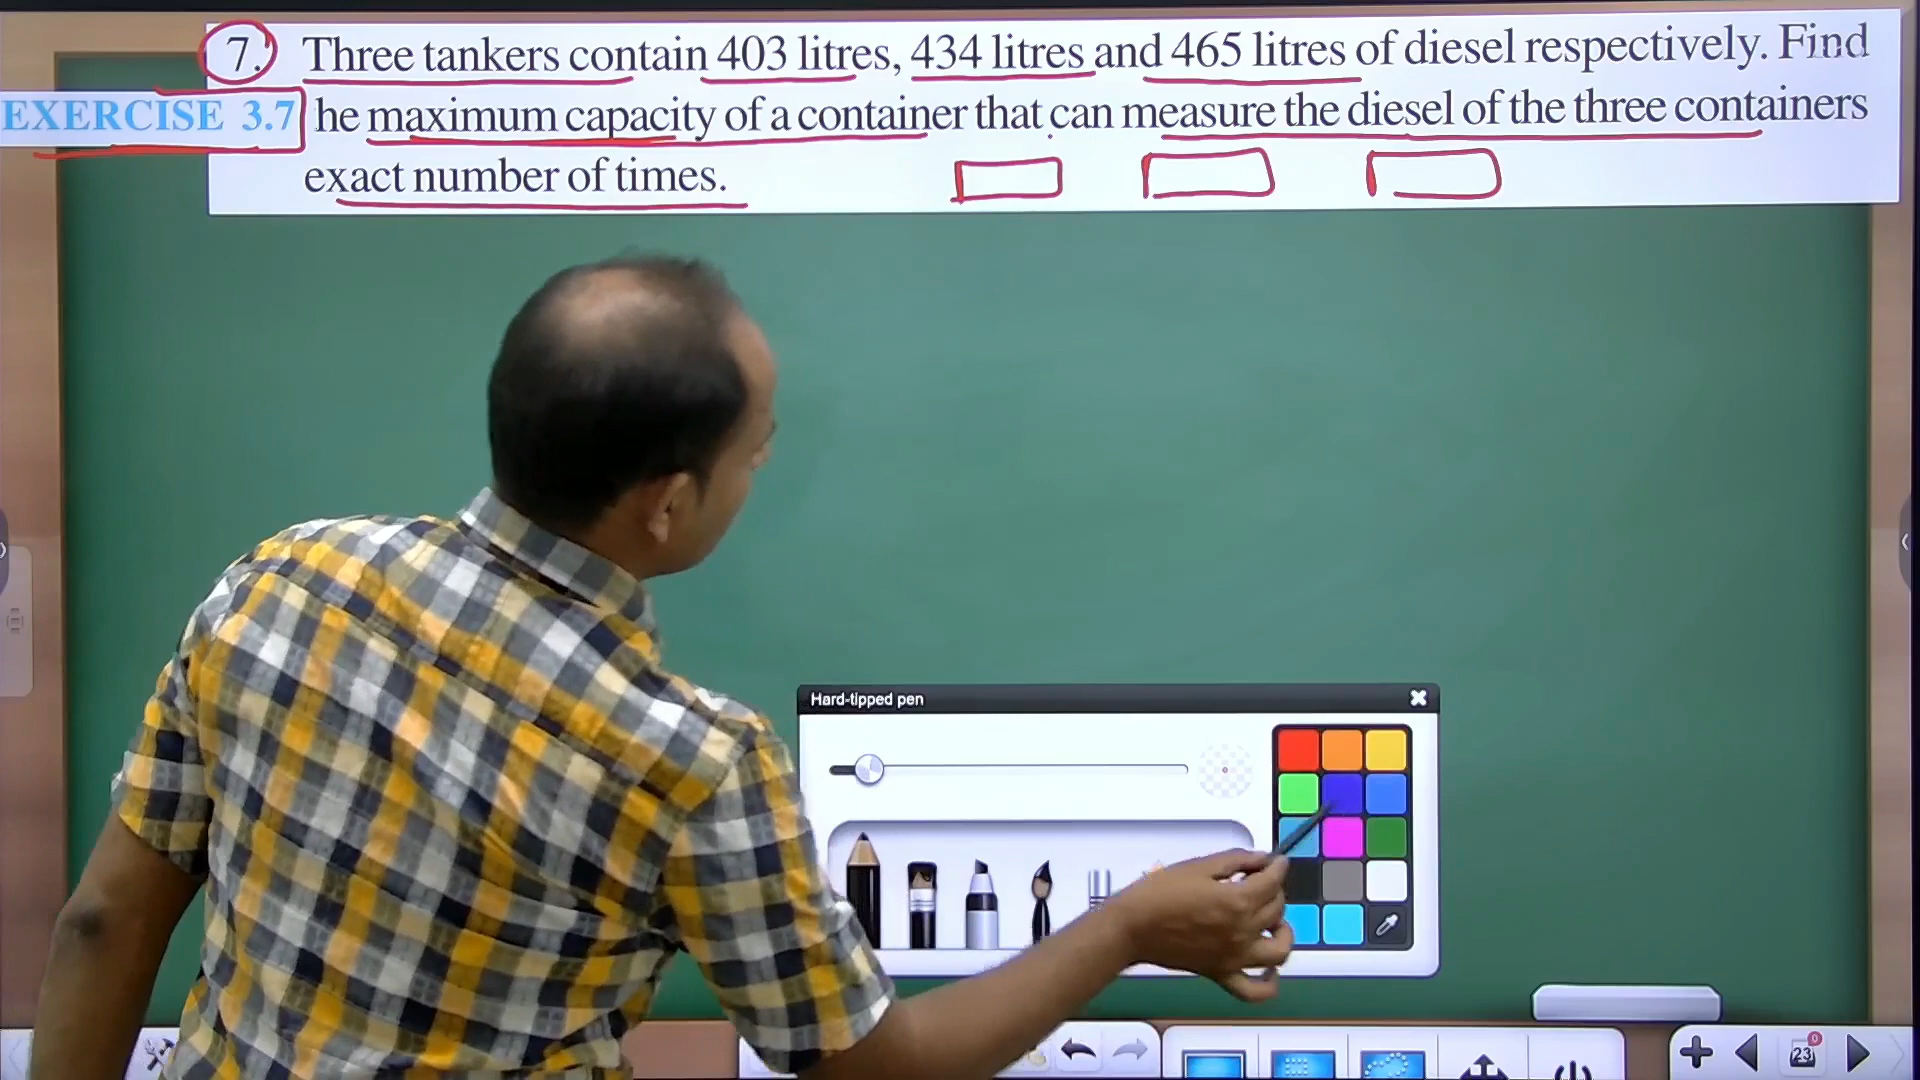 7. Three tankers contain 403 litres, 434 litres and 465 litres of diesel respectively. Find
EXERCISE 3.7 he maximum capacity of a container that can measure the diesel of the three containers
exact number of times.
Hard-tipped pen
23
0